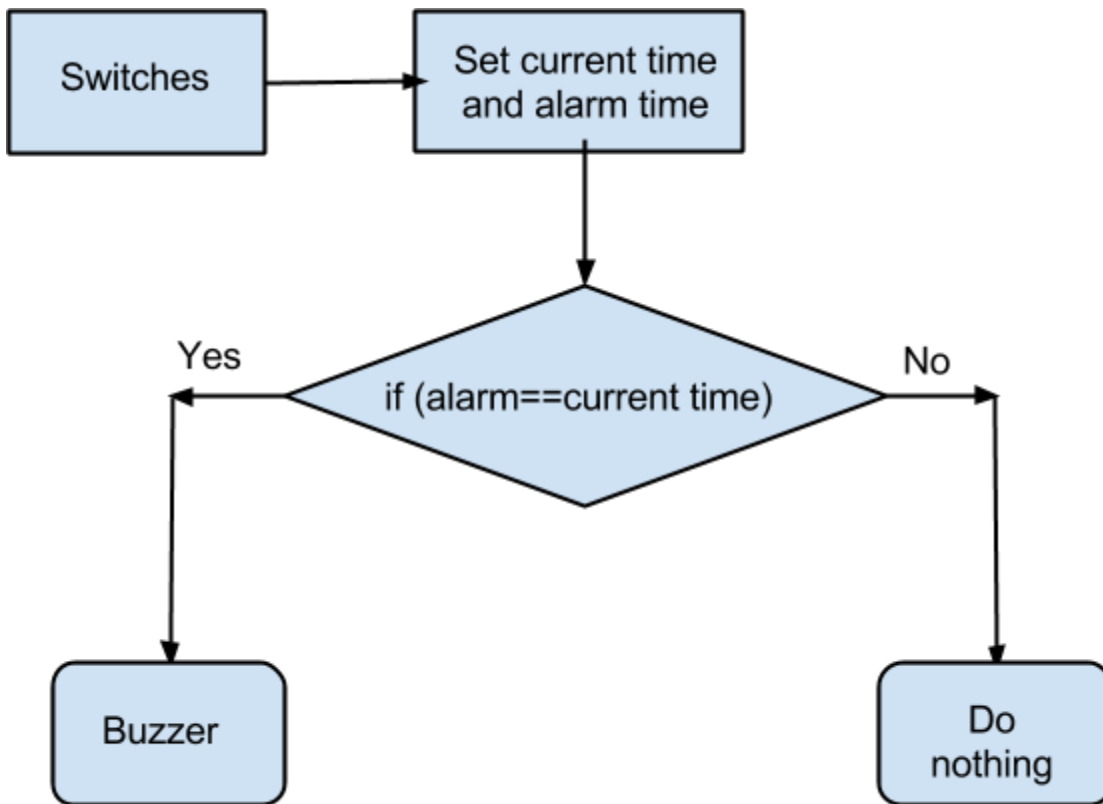 Switches
Set current time
and alarm time
if (alarm==current time)
Yes
No
Buzzer
Do
nothing